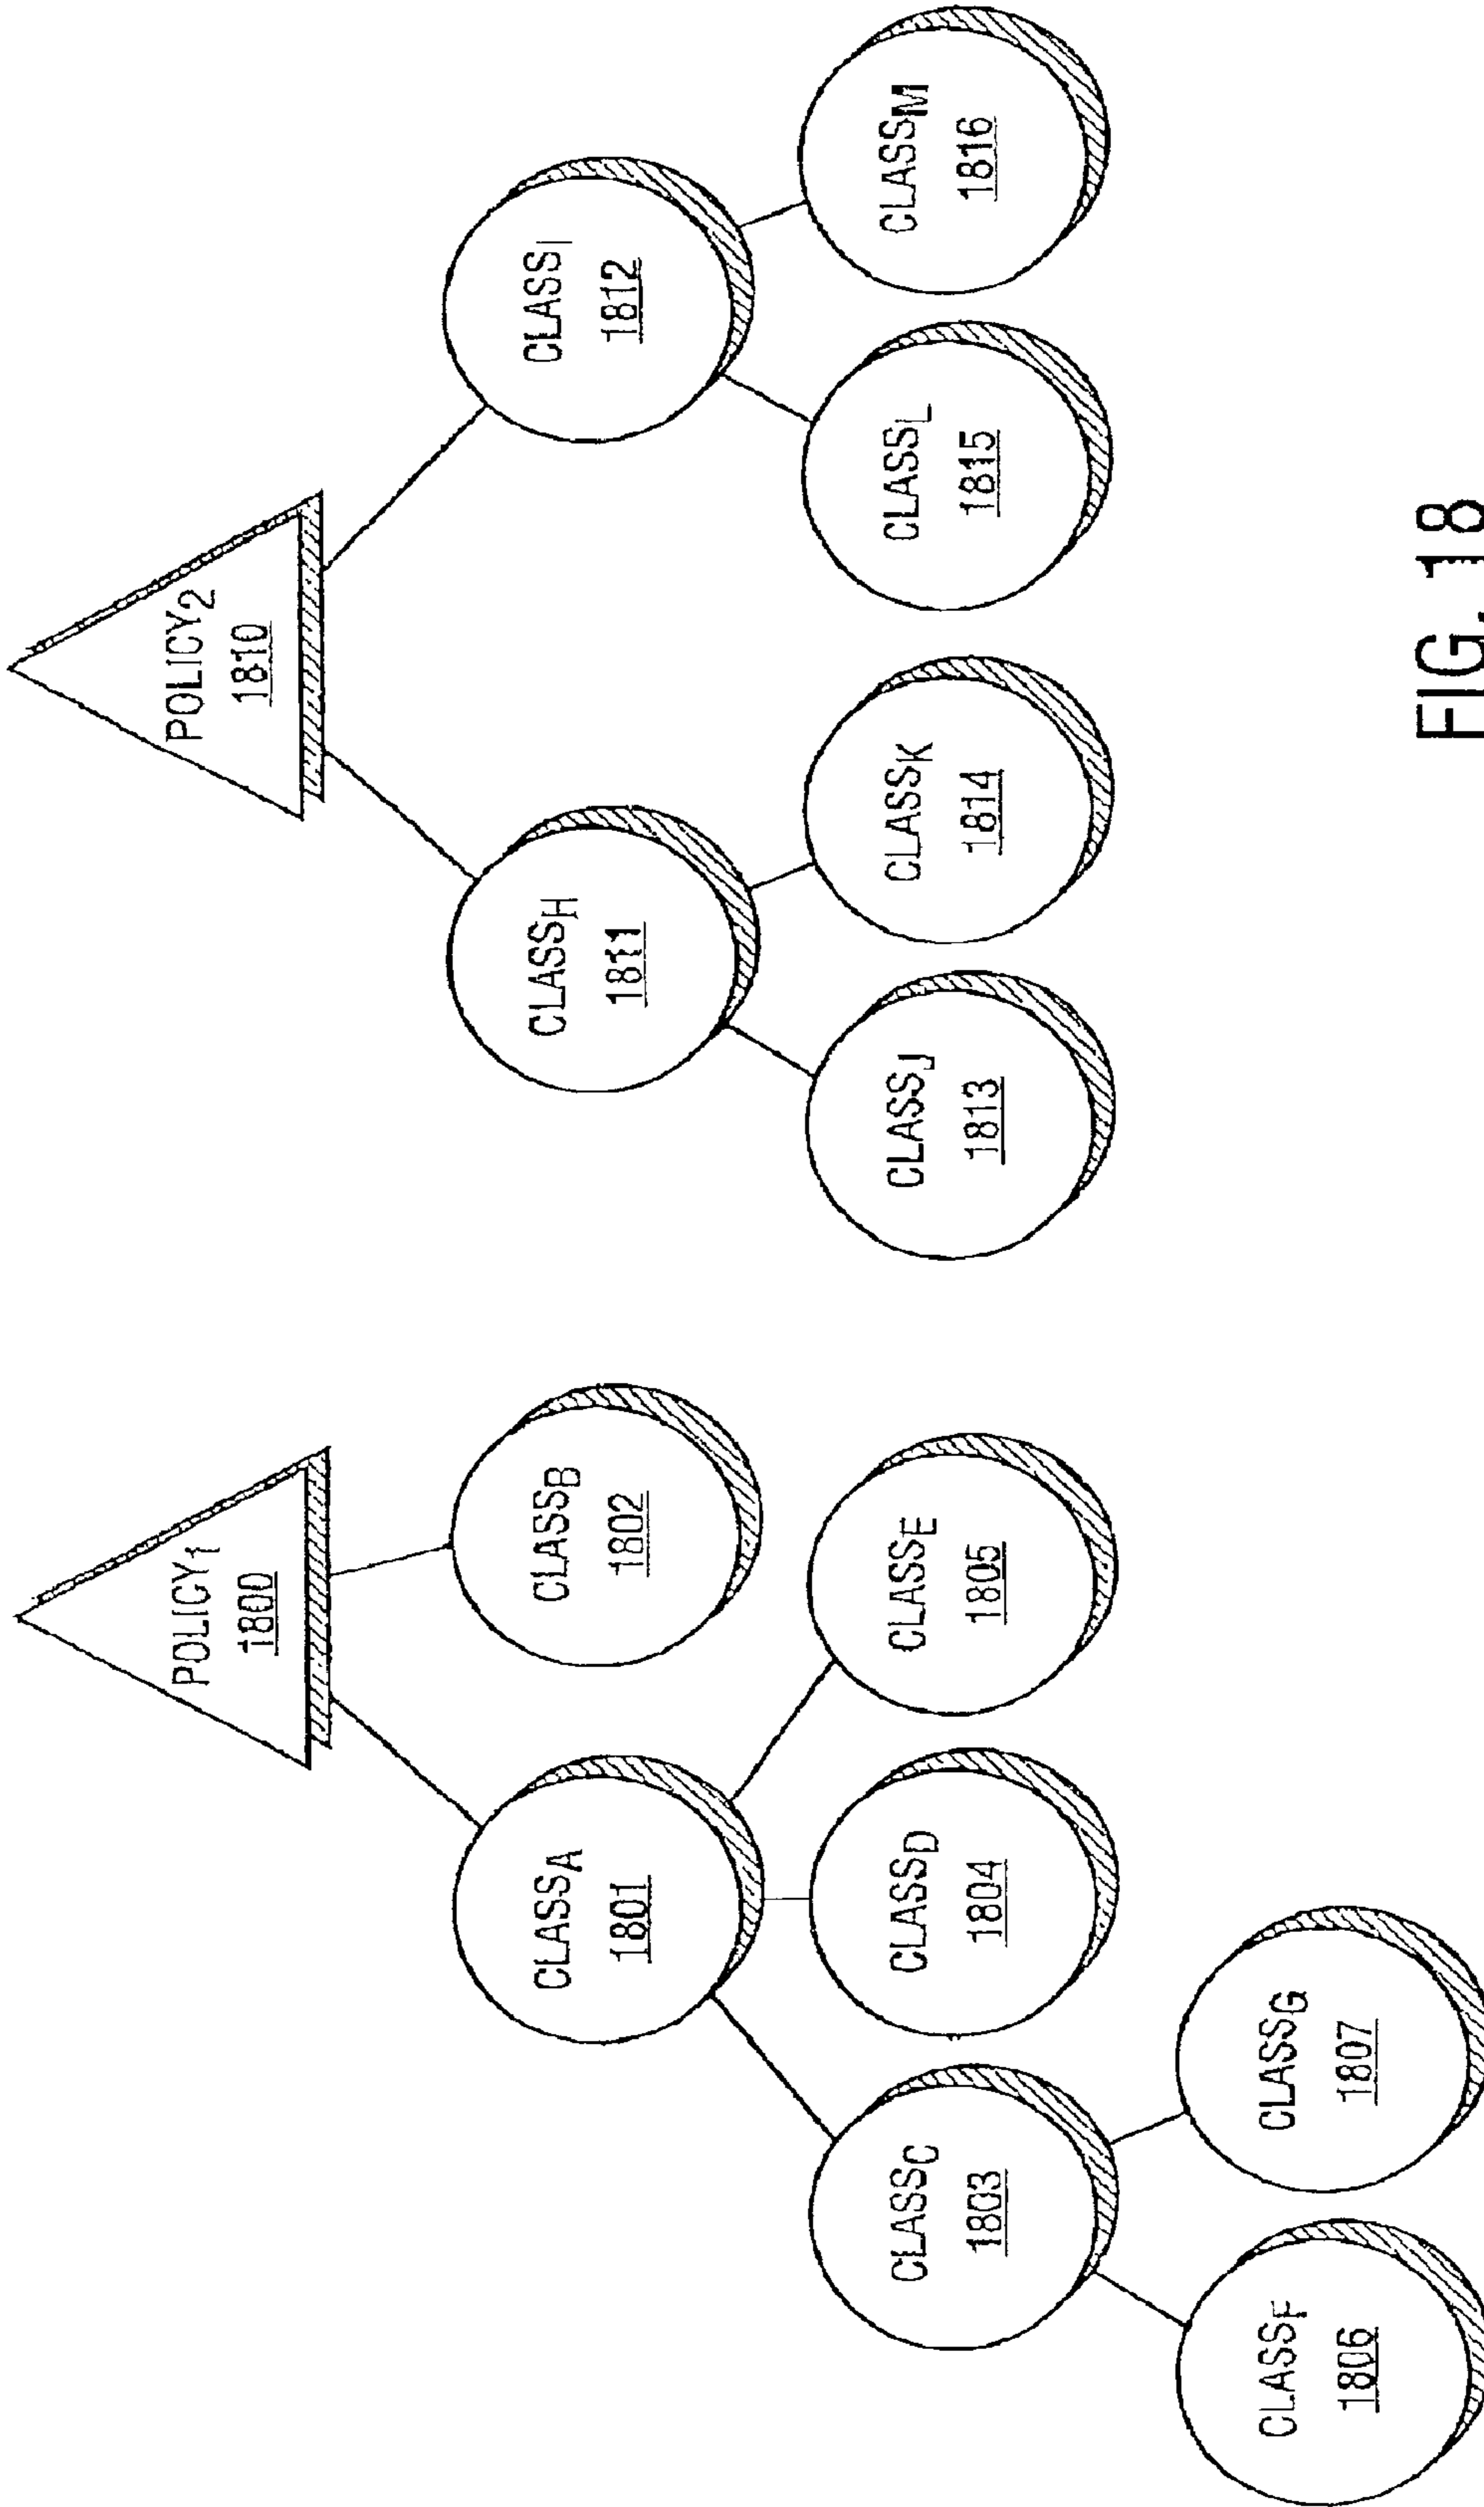 POLICY1
1800
POLICY2
1810
CLASSA
1801
CLASSB
1802
CLASSH
1811
CLASSI
1812
CLASSC
1803
CLASSD
1804
CLASSE
1805
CLASSJ
1813
CLASSK
1814
CLASSL
1815
CLASSM
1816
CLASSF
1806
CLASSG
1807
FIG. 18